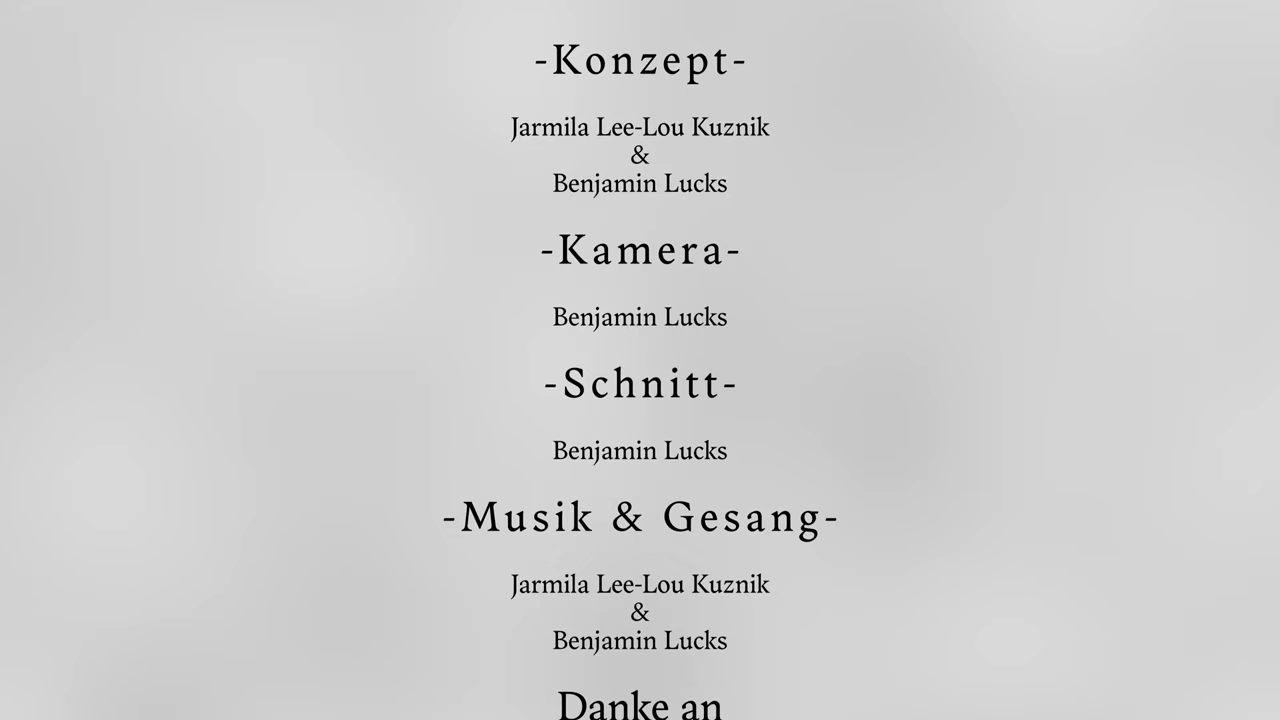 -Konzept-
Jarmila Lee-Lou Kuznik
&
Benjamin Lucks
-Kamera-
Benjamin Lucks
-Schnitt-
Benjamin Lucks
-Musik & Gesang-
Jarmila Lee-Lou Kuznik
&
Benjamin Lucks
Danke an